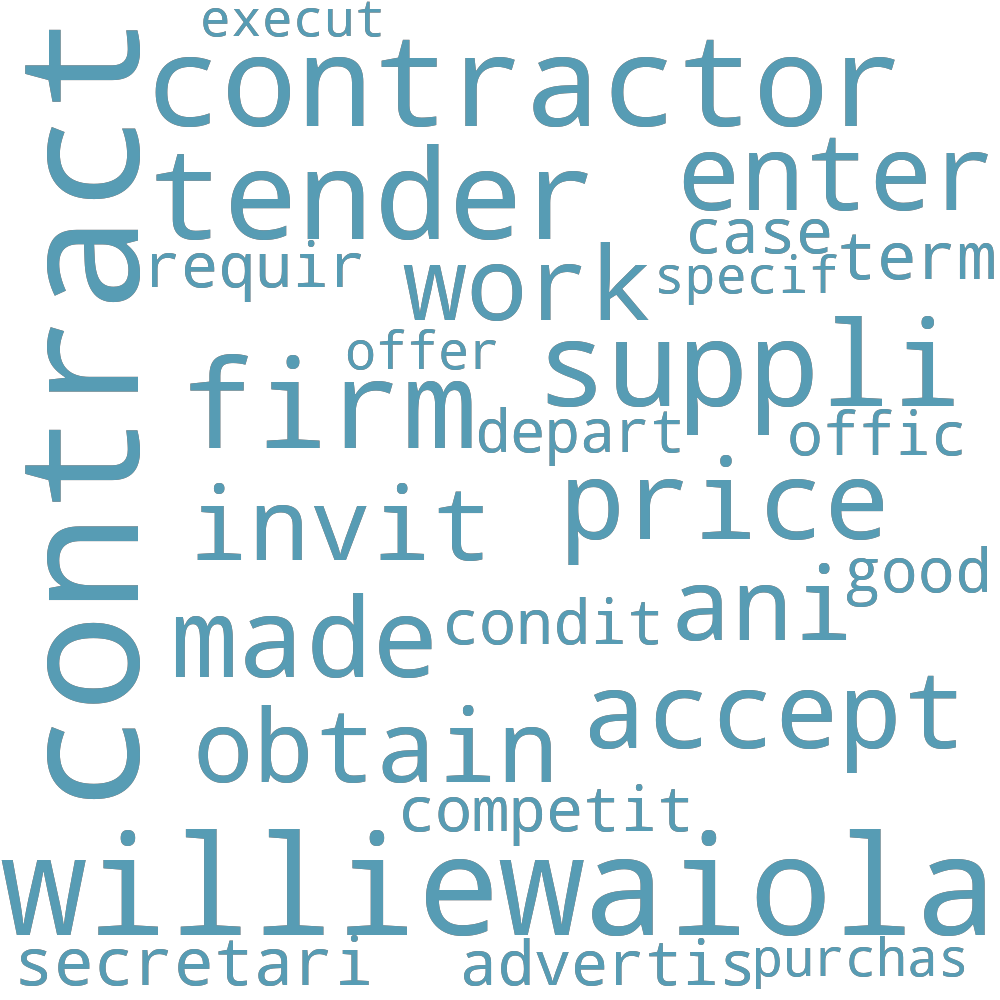 execut
contract
contractor
tender
enter
case
requir
work
specif
term
offer
suppli
firm
depart
offic
invit
price
good
made
condit
ani
accept
obtain
competit
williewaiola
secretari
advertis
purchas